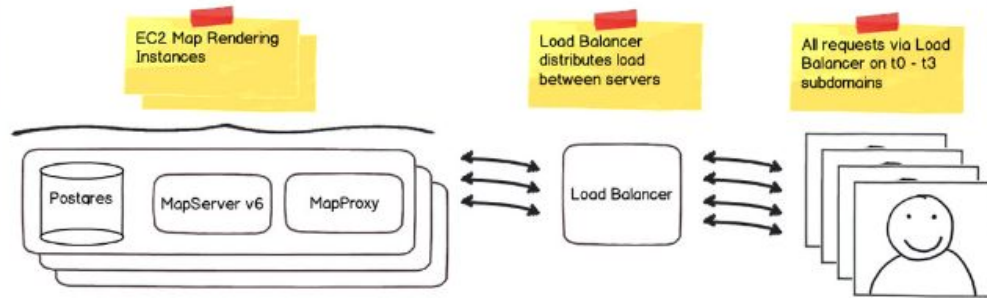 EC2 Map Rendering
Instances
Load Balancer
distributes load
between servers
All requests via Load
Balancer on t0 - t3
subdomains
Postgres
MapServer v6
MapProxy
Load Balancer